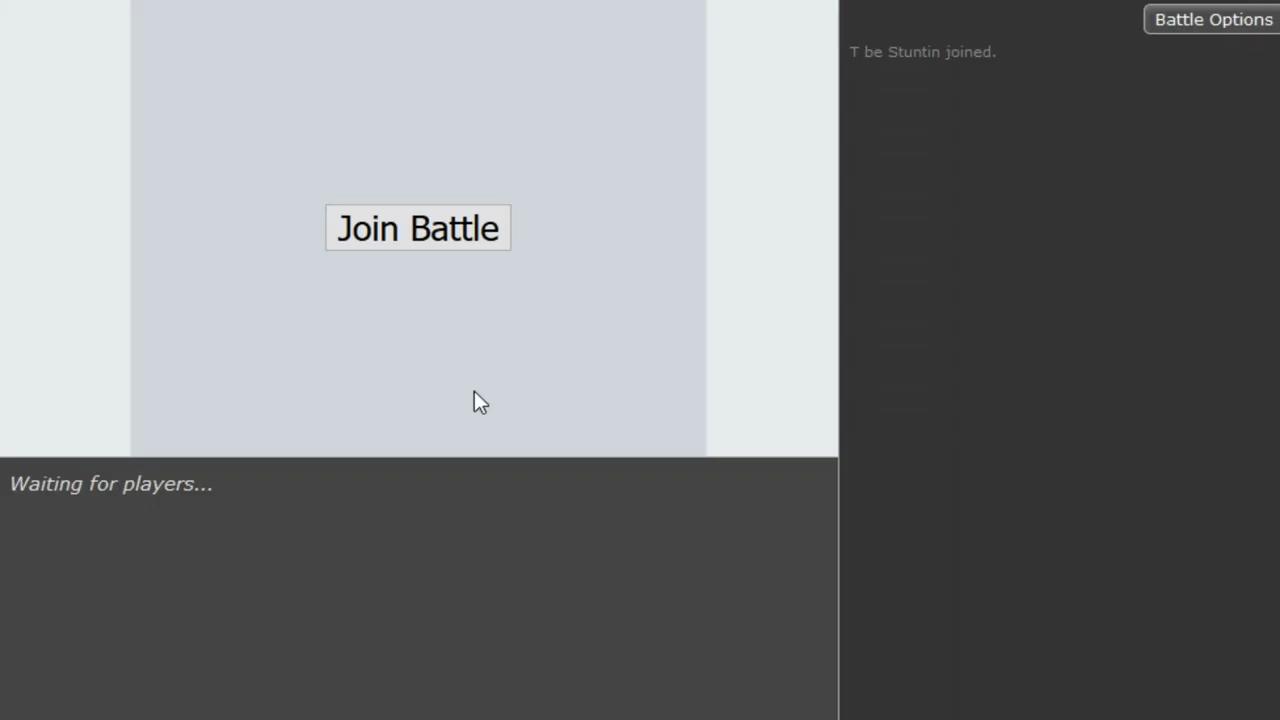 Battle Options
T be Stuntin joined.
Join Battle
Waiting for players...